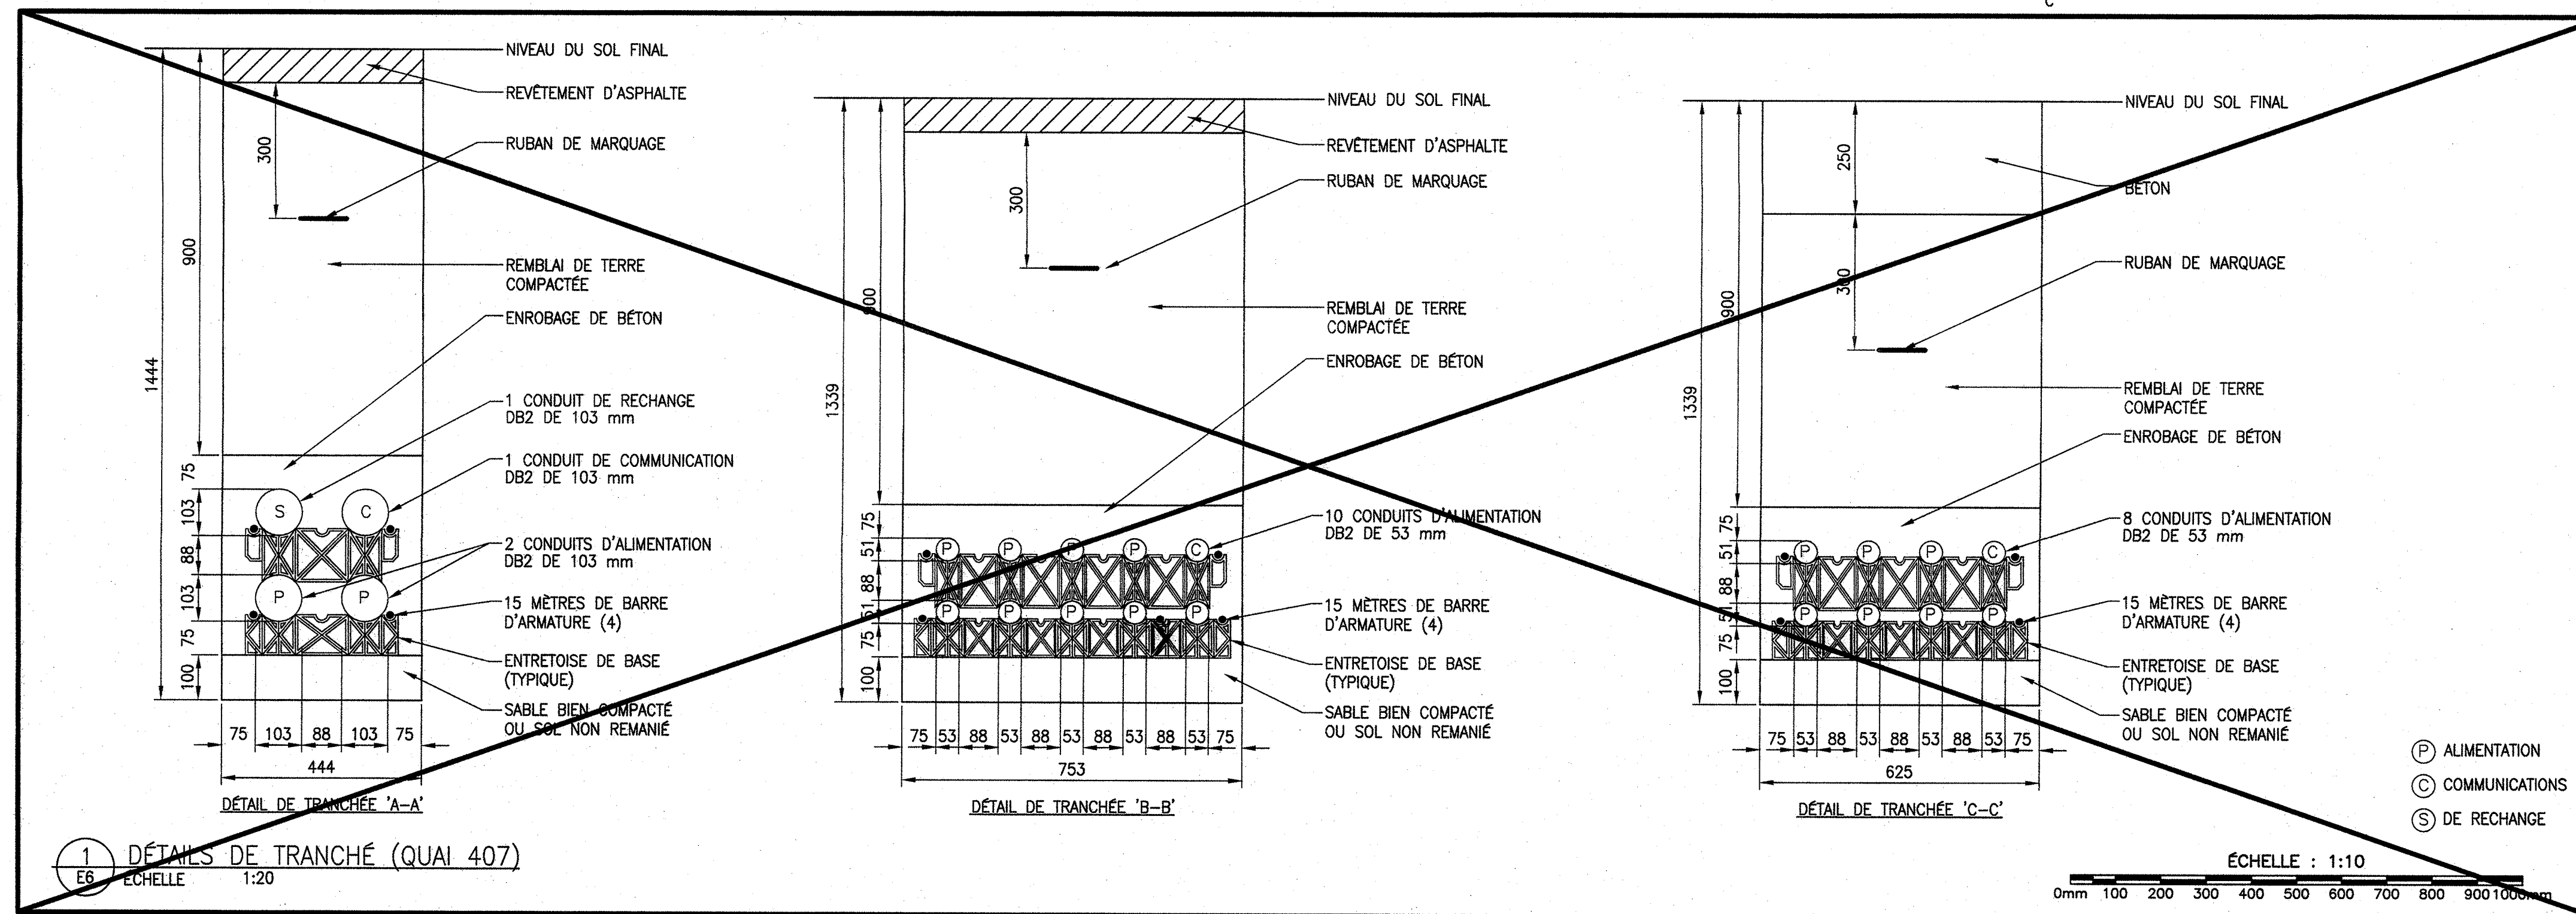 C
NIVEAU DU SOL FINAL
REVÊTEMENT D'ASPHALTE
RUBAN DE MARQUAGE
REMBLAI DE TERRE
COMPACTÉE
ENROBAGE DE BÉTON
1 CONDUIT DE RECHANGE
DB2 DE 103 mm
1 CONDUIT DE COMMUNICATION
DB2 DE 103 mm
2 CONDUITS D'ALIMENTATION
DB2 DE 103 mm
15 MÈTRES DE BARRE
D'ARMATURE (4)
ENTRETOISE DE BASE
(TYPIQUE)
SABLE BIEN COMPACTÉ
OU SOL NON REMANIÉ
1444
900
300
75
103
88
103
75
100
S C
P P
75 103 88 103 75
444
DÉTAIL DE TRANCHÉE 'A-A'
NIVEAU DU SOL FINAL
REVÊTEMENT D'ASPHALTE
RUBAN DE MARQUAGE
REMBLAI DE TERRE
COMPACTÉE
ENROBAGE DE BÉTON
10 CONDUITS D'ALIMENTATION
DB2 DE 53 mm
15 MÈTRES DE BARRE
D'ARMATURE (4)
ENTRETOISE DE BASE
(TYPIQUE)
SABLE BIEN COMPACTÉ
OU SOL NON REMANIÉ
1339
900
300
75
51
88
51
75
100
P P P P C
P P P P P
75 53 88 53 88 53 88 53 88 53 75
753
DÉTAIL DE TRANCHÉE 'B-B'
NIVEAU DU SOL FINAL
BÉTON
RUBAN DE MARQUAGE
REMBLAI DE TERRE
COMPACTÉE
ENROBAGE DE BÉTON
8 CONDUITS D'ALIMENTATION
DB2 DE 53 mm
15 MÈTRES DE BARRE
D'ARMATURE (4)
ENTRETOISE DE BASE
(TYPIQUE)
SABLE BIEN COMPACTÉ
OU SOL NON REMANIÉ
1339
900
250
300
75
51
88
51
75
100
P P P C
P P P P
75 53 88 53 88 53 88 53 75
625
DÉTAIL DE TRANCHÉE 'C-C'
P ALIMENTATION
C COMMUNICATIONS
S DE RECHANGE
1 DÉTAILS DE TRANCHÉ (QUAI 407)
E6 ÉCHELLE 1:20
ÉCHELLE : 1:10
0mm 100 200 300 400 500 600 700 800 900 1000mm